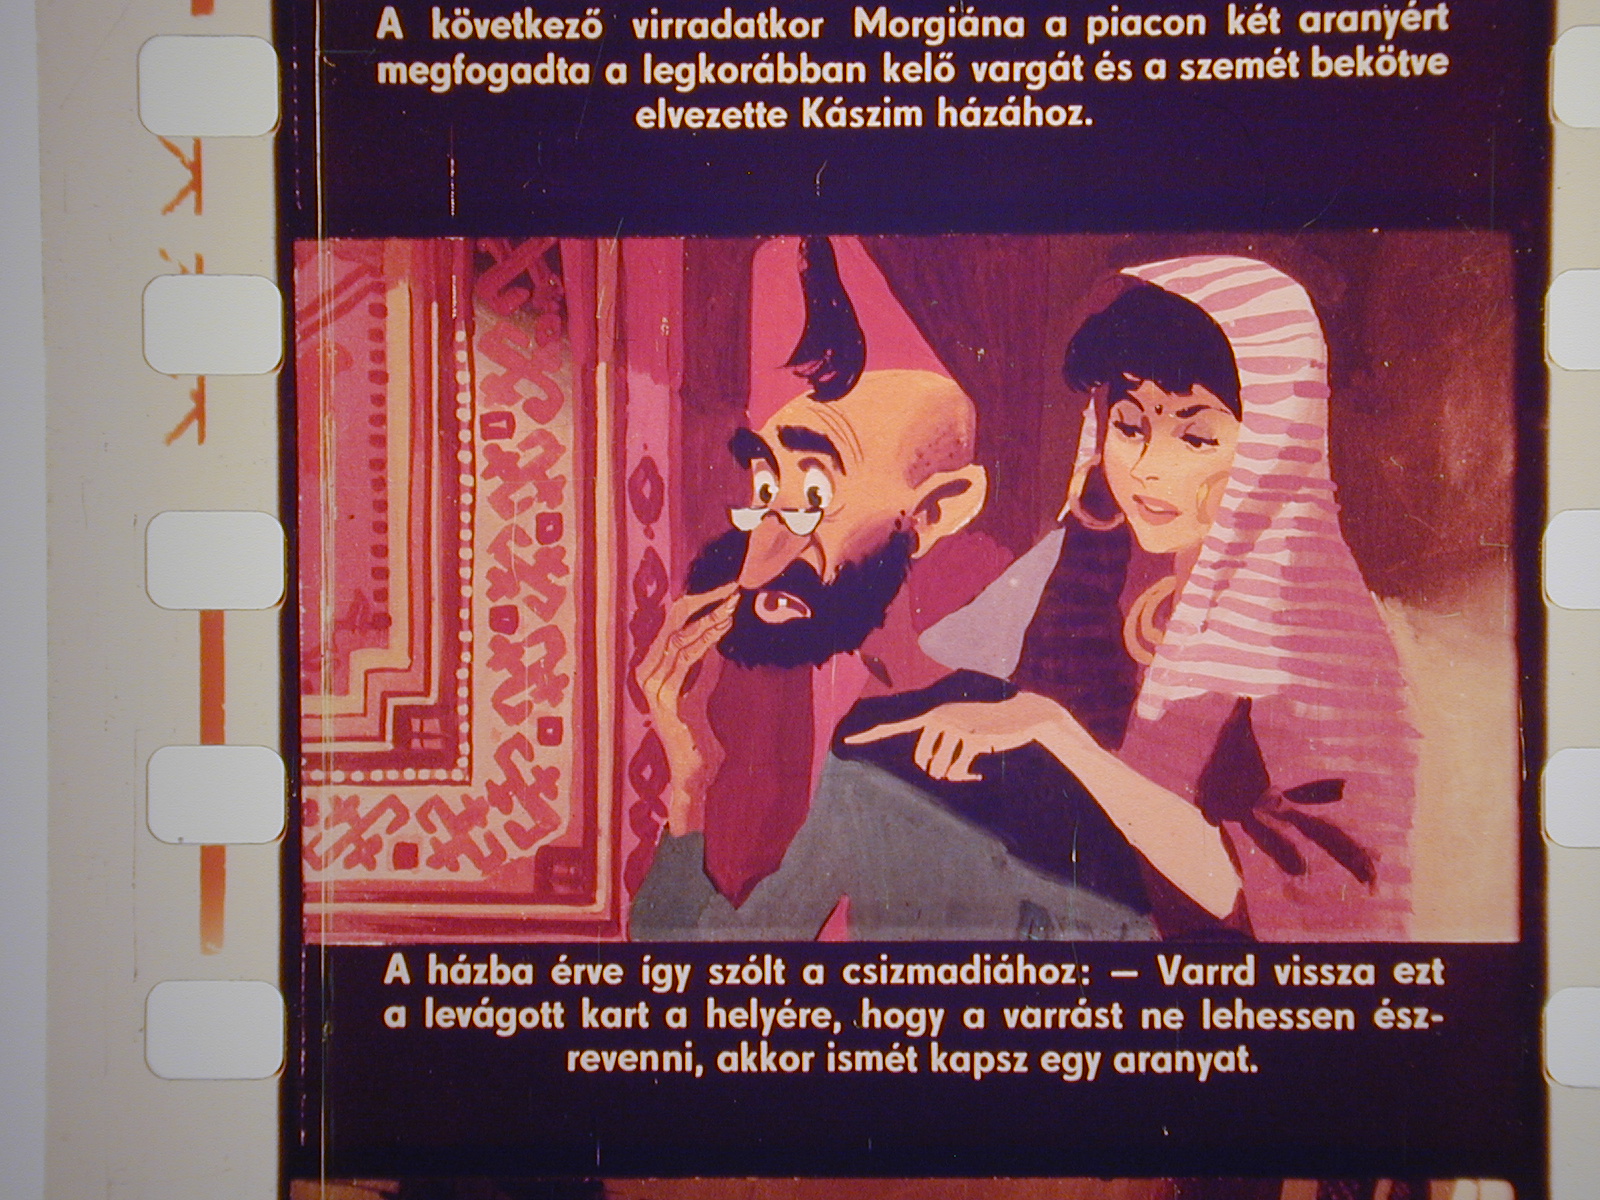 A következő virradatkor Morgiána a piacon két aranyért
megfogadta a legkorábban kelő vargát és a szemét bekötve
elvezette Kászim házához.
A házba érve így szólt a csizmadiához: — Varrd vissza ezt
a levágott kart a helyére, hogy a varrást ne lehessen ész-
revenni, akkor ismét kapsz egy aranyat.